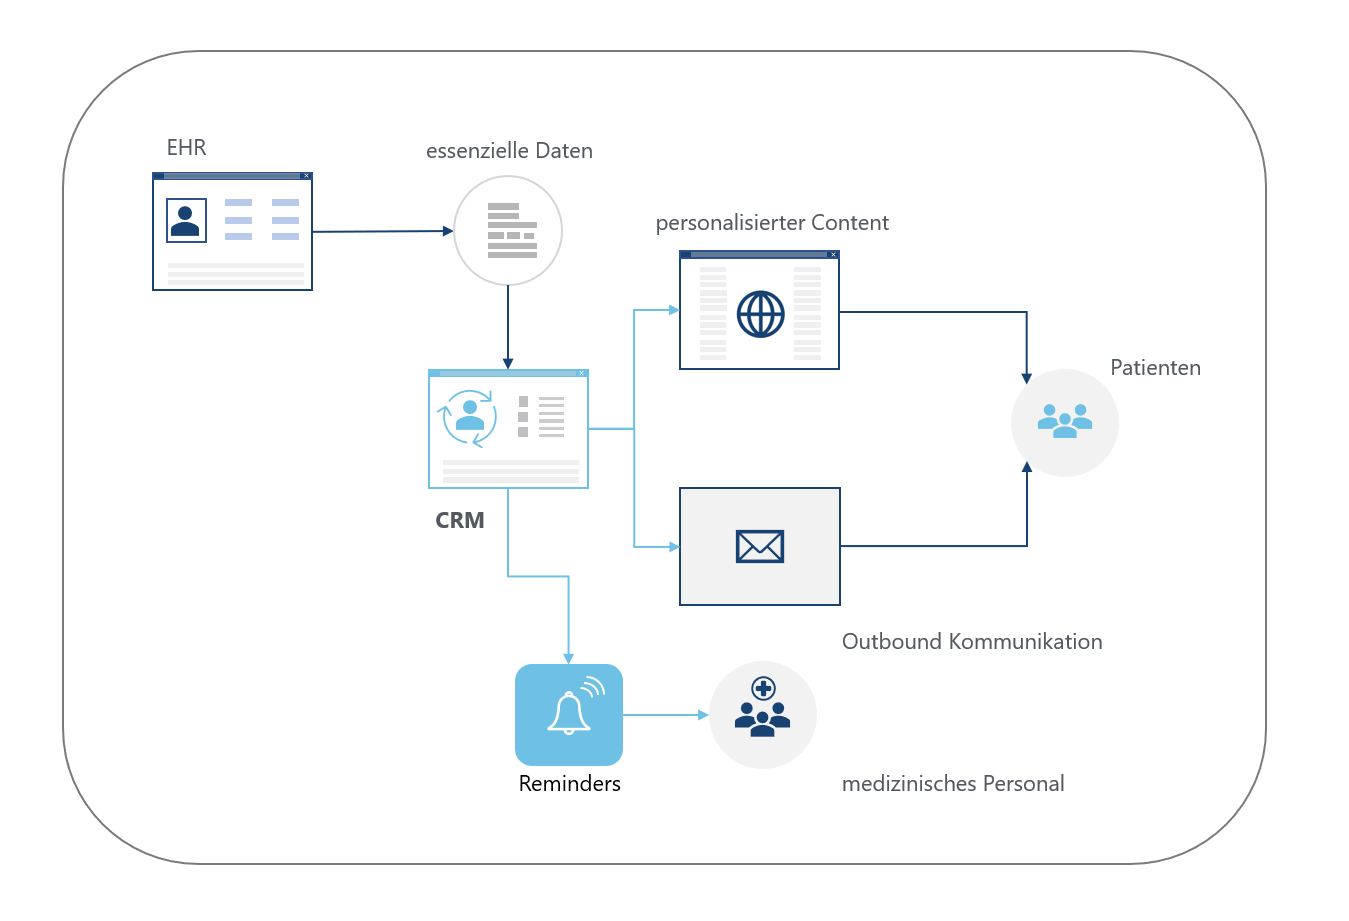 EHR
essenzielle Daten
personalisierter Content
Patienten
CRM
Outbound Kommunikation
Reminders
medizinisches Personal